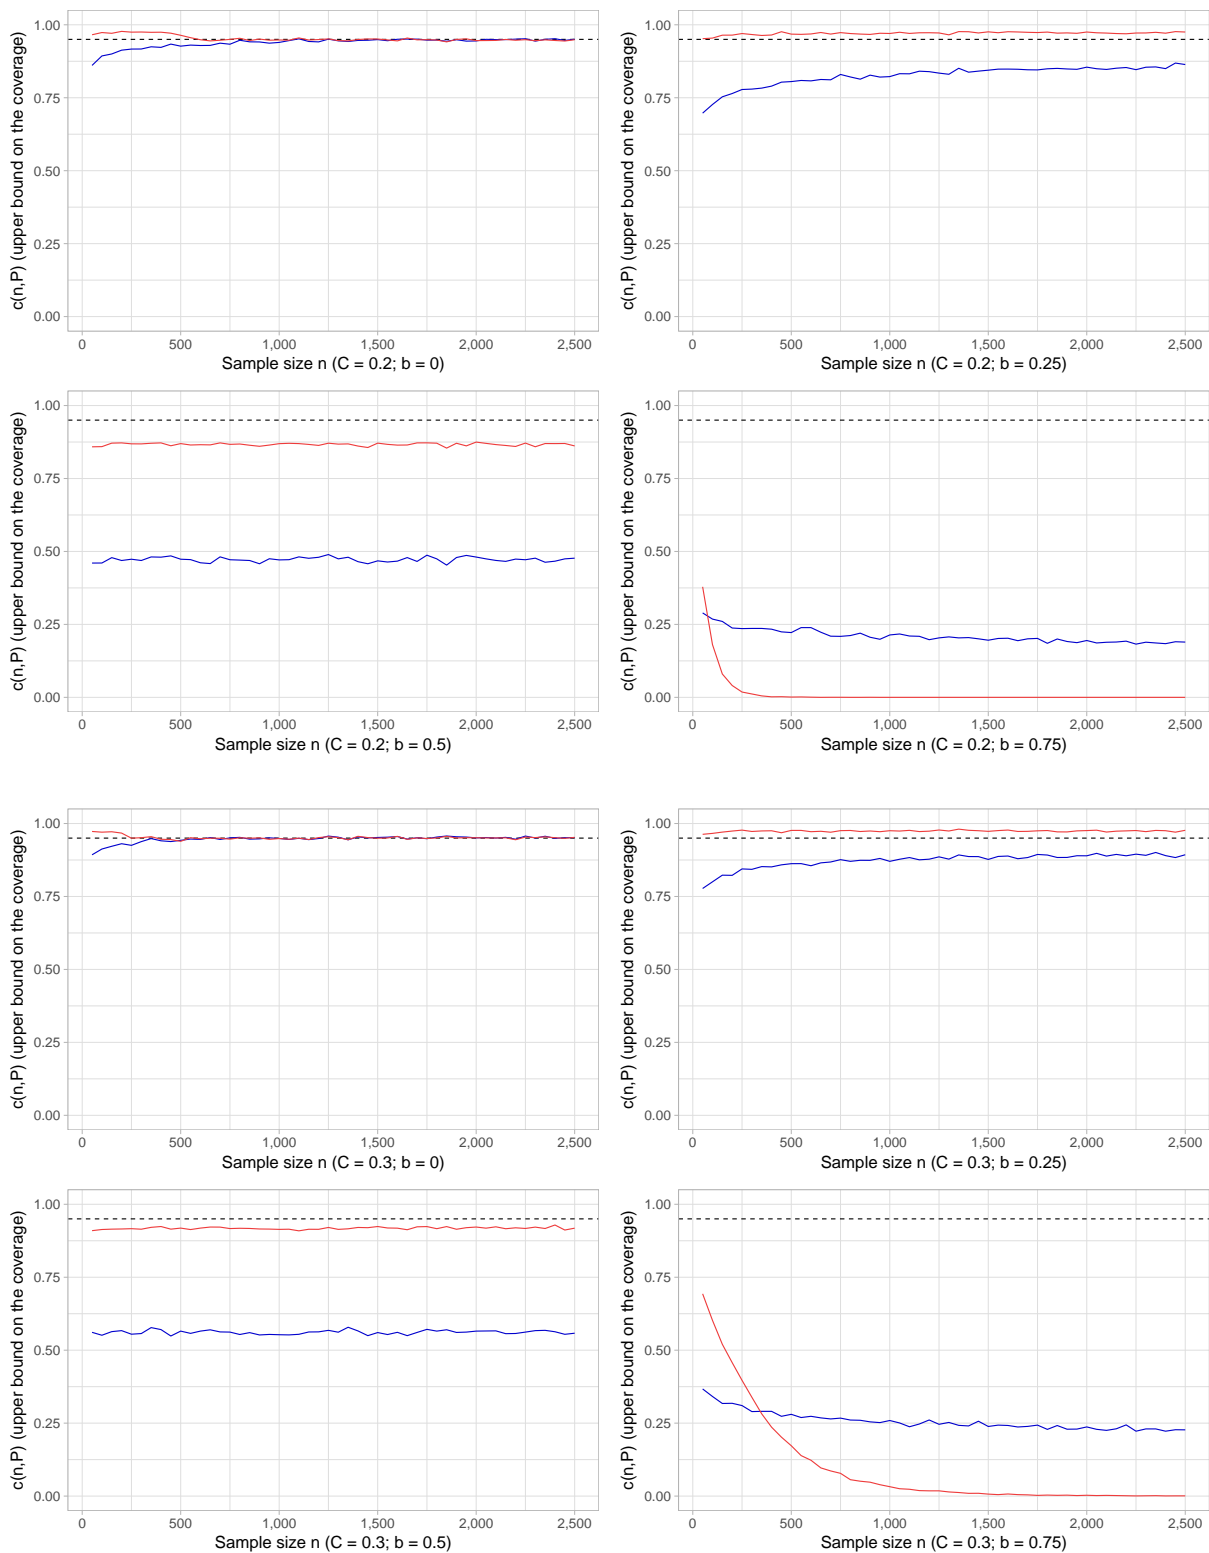 c(n,P) (upper bound on the coverage)
1.00
0.75
0.50
0.25
0.00
0 500 1,000 1,500 2,000 2,500
Sample size n (C = 0.2; b = 0)
c(n,P) (upper bound on the coverage)
1.00
0.75
0.50
0.25
0.00
0 500 1,000 1,500 2,000 2,500
Sample size n (C = 0.2; b = 0.25)
c(n,P) (upper bound on the coverage)
1.00
0.75
0.50
0.25
0.00
0 500 1,000 1,500 2,000 2,500
Sample size n (C = 0.2; b = 0.5)
c(n,P) (upper bound on the coverage)
1.00
0.75
0.50
0.25
0.00
0 500 1,000 1,500 2,000 2,500
Sample size n (C = 0.2; b = 0.75)
c(n,P) (upper bound on the coverage)
1.00
0.75
0.50
0.25
0.00
0 500 1,000 1,500 2,000 2,500
Sample size n (C = 0.3; b = 0)
c(n,P) (upper bound on the coverage)
1.00
0.75
0.50
0.25
0.00
0 500 1,000 1,500 2,000 2,500
Sample size n (C = 0.3; b = 0.25)
c(n,P) (upper bound on the coverage)
1.00
0.75
0.50
0.25
0.00
0 500 1,000 1,500 2,000 2,500
Sample size n (C = 0.3; b = 0.5)
c(n,P) (upper bound on the coverage)
1.00
0.75
0.50
0.25
0.00
0 500 1,000 1,500 2,000 2,500
Sample size n (C = 0.3; b = 0.75)